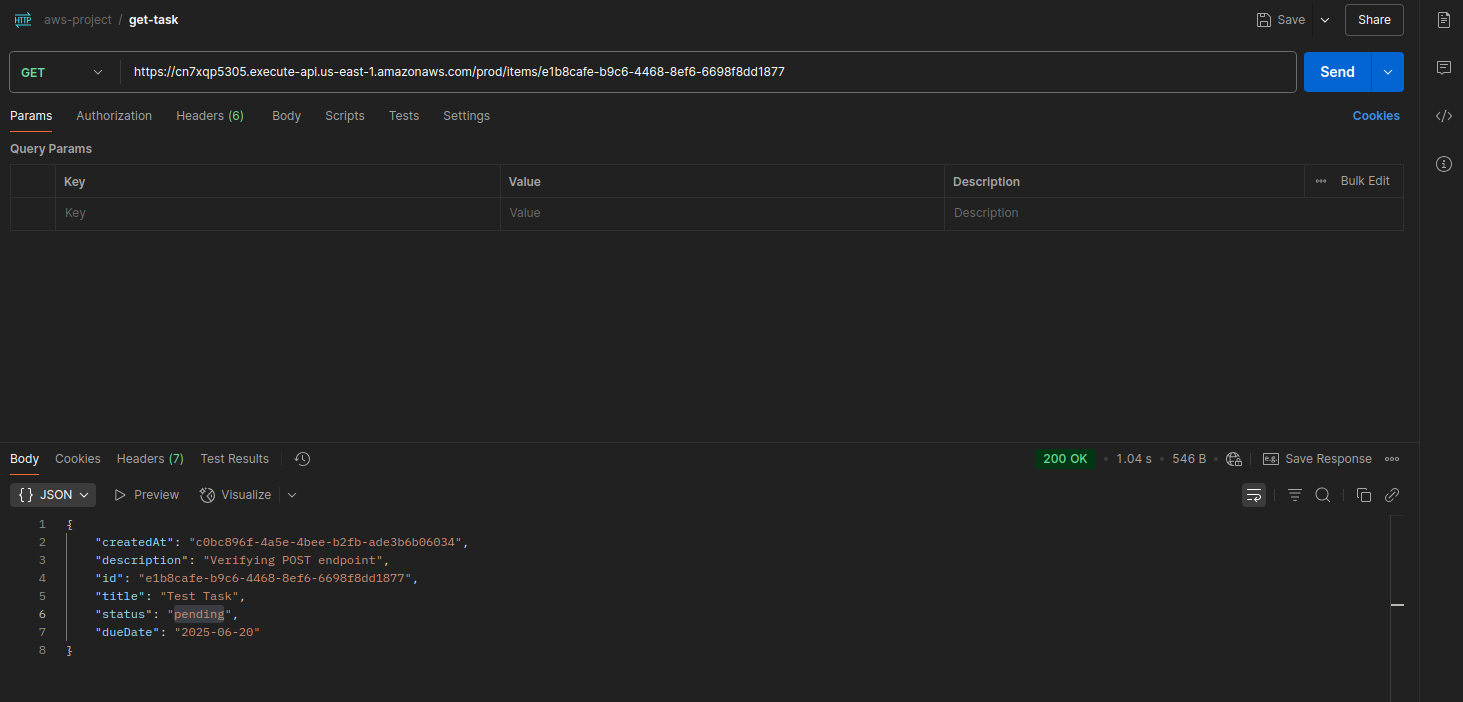 HTTP aws-project / get-task Save Share
GET https://cn7xqp5305.execute-api.us-east-1.amazonaws.com/prod/items/e1b8cafe-b9c6-4468-8ef6-6698f8dd1877 Send
Params Authorization Headers (6) Body Scripts Tests Settings Cookies
Query Params
Key Value Description Bulk Edit
Key Value Description
Body Cookies Headers (7) Test Results 200 OK 1.04 s 546 B e.g. Save Response
{} JSON Preview Visualize
1 {
2 "createdAt": "c0bc896f-4a5e-4bee-b2fb-ade3b6b06034",
3 "description": "Verifying POST endpoint",
4 "id": "e1b8cafe-b9c6-4468-8ef6-6698f8dd1877",
5 "title": "Test Task",
6 "status": "pending",
7 "dueDate": "2025-06-20"
8 }